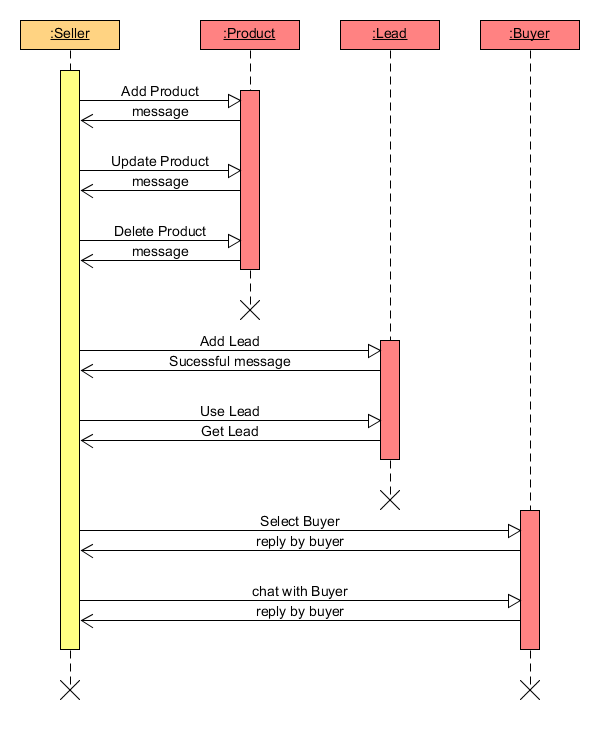 :Seller
:Product
:Lead
:Buyer
Add Product
message
Update Product
message
Delete Product
message
Add Lead
Sucessful message
Use Lead
Get Lead
Select Buyer
reply by buyer
chat with Buyer
reply by buyer